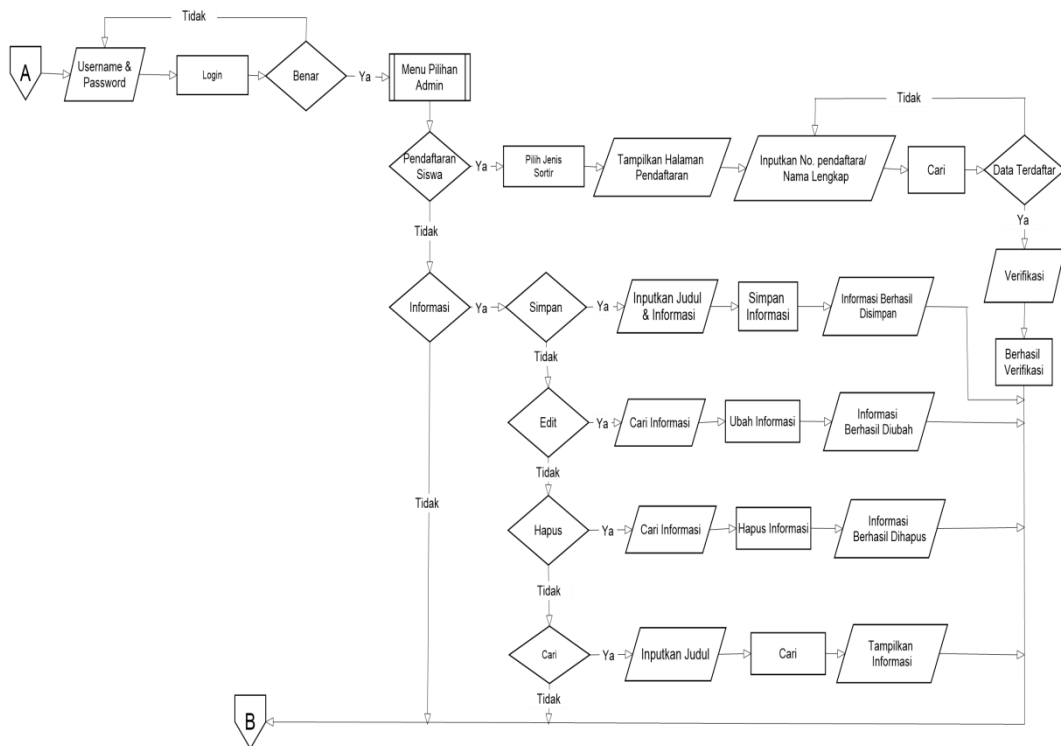 Tidak
A
Username &
Password
Login
Benar
Ya
Menu Pilihan
Admin
Tidak
Pendaftaran
Siswa
Ya
Pilih Jenis
Sortir
Tampilkan Halaman
Pendaftaran
Inputkan No. pendaftara/
Nama Lengkap
Cari
Data Terdaftar
Ya
Tidak
Verifikasi
Berhasil
Verifikasi
Informasi
Ya
Simpan
Ya
Inputkan Judul
& Informasi
Simpan
Informasi
Informasi Berhasil
Disimpan
Tidak
Edit
Ya
Cari Informasi
Ubah Informasi
Informasi
Berhasil Diubah
Tidak
Tidak
Hapus
Ya
Cari Informasi
Hapus Informasi
Informasi
Berhasil Dihapus
Tidak
Cari
Ya
Inputkan Judul
Cari
Tampilkan
Informasi
Tidak
B